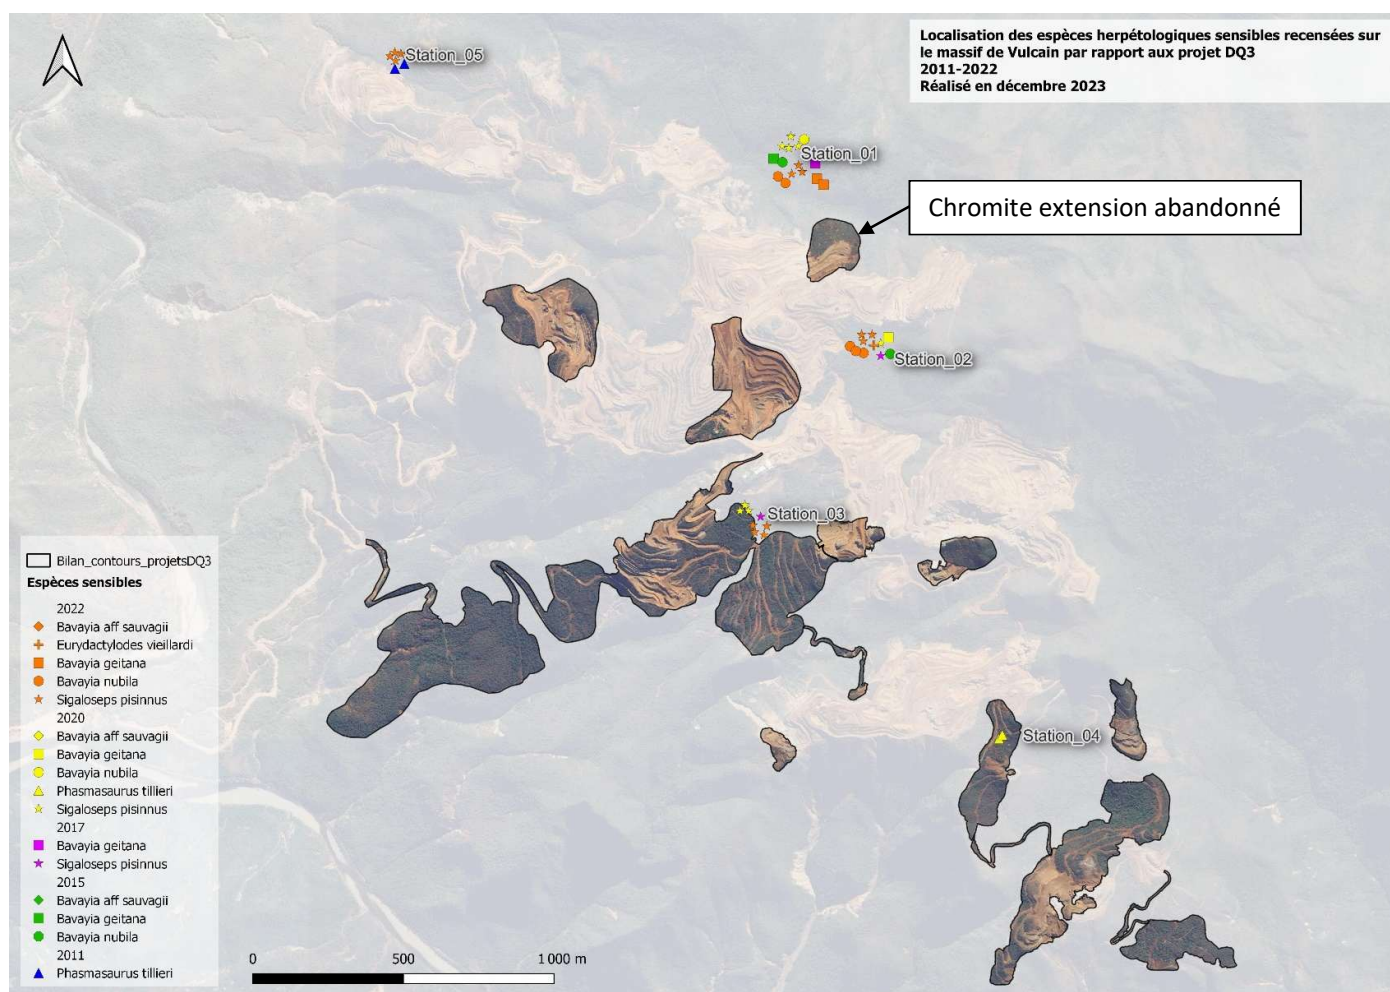 Localisation des espèces herpétologiques sensibles recensées sur
le massif de Vulcain par rapport aux projet DQ3
2011-2022
Réalisé en décembre 2023
Station_05
Station_01
Chromite extension abandonné
Station_02
Station_03
Station_04
Bilan_contours_projetsDQ3
Espèces sensibles
2022
Bavayia aff sauvagii
Eurydactylodes vieillardi
Bavayia geitana
Bavayia nubila
Sigaloseps pisinnus
2020
Bavayia aff sauvagii
Bavayia geitana
Bavayia nubila
Phasmasaurus tillieri
Sigaloseps pisinnus
2017
Bavayia geitana
Sigaloseps pisinnus
2015
Bavayia aff sauvagii
Bavayia geitana
Bavayia nubila
2011
Phasmasaurus tillieri
0 500 1 000 m